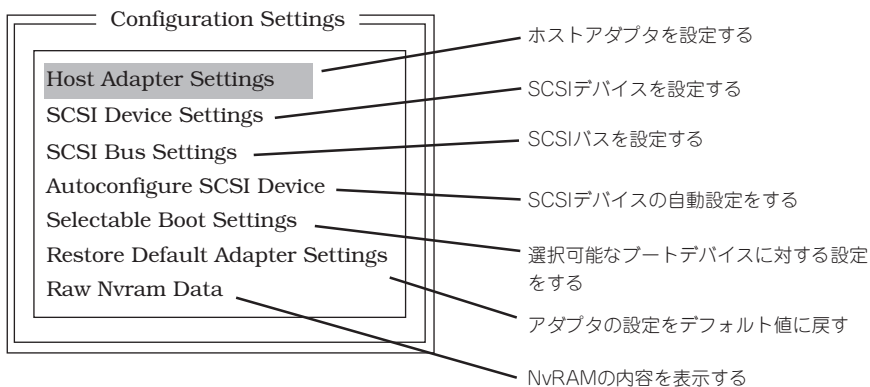 Configuration Settings
Host Adapter Settings
SCSI Device Settings
SCSI Bus Settings
Autoconfigure SCSI Device
Selectable Boot Settings
Restore Default Adapter Settings
Raw Nvram Data
ホストアダプタを設定する
SCSIデバイスを設定する
SCSIバスを設定する
SCSIデバイスの自動設定をする
選択可能なブートデバイスに対する設定
をする
アダプタの設定をデフォルト値に戻す
NvRAMの内容を表示する